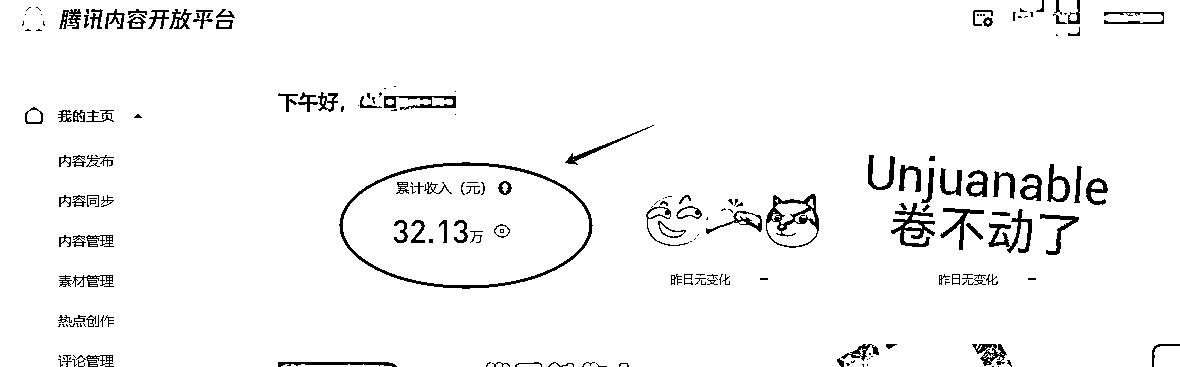 腾讯内容开放平台
下午好，
我的主页
内容发布
内容同步
内容管理
素材管理
热点创作
评论管理
累计收入（元）
32.13万
昨日无变化 -
Unjuanable
卷不动了
昨日无变化 -